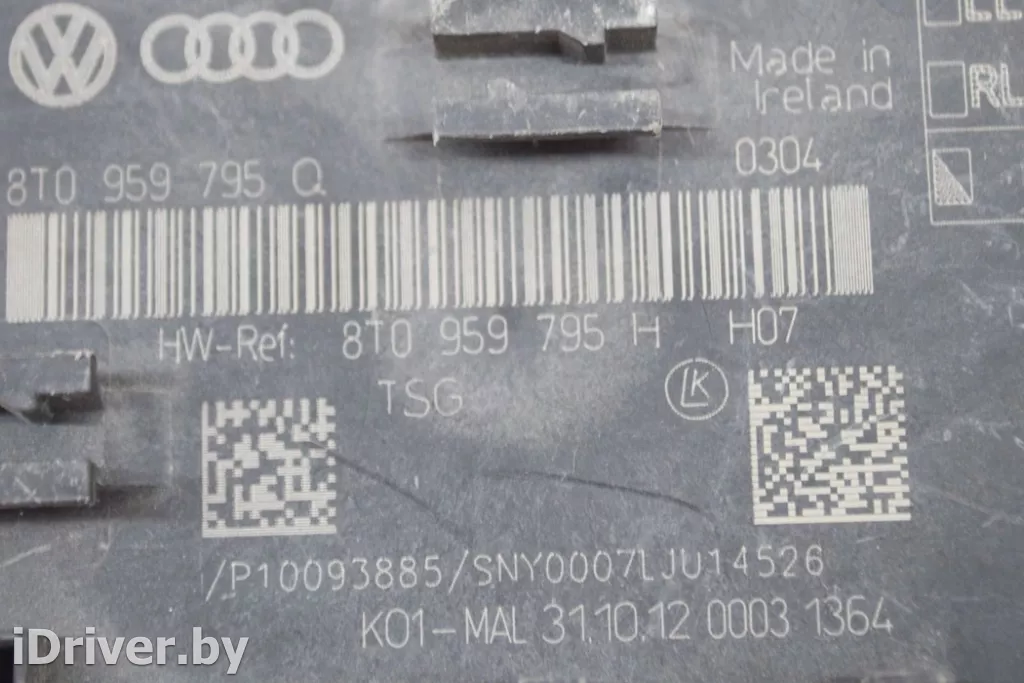 Made in
Ireland
RL
0304
8T0 959 795 Q
HW-Ref: 8T0 959 795 H H07
TSG
LK
/P10093885/SNY0007LJU14526
K01-MAL 31.10.12 0003 1364
iDriver.by